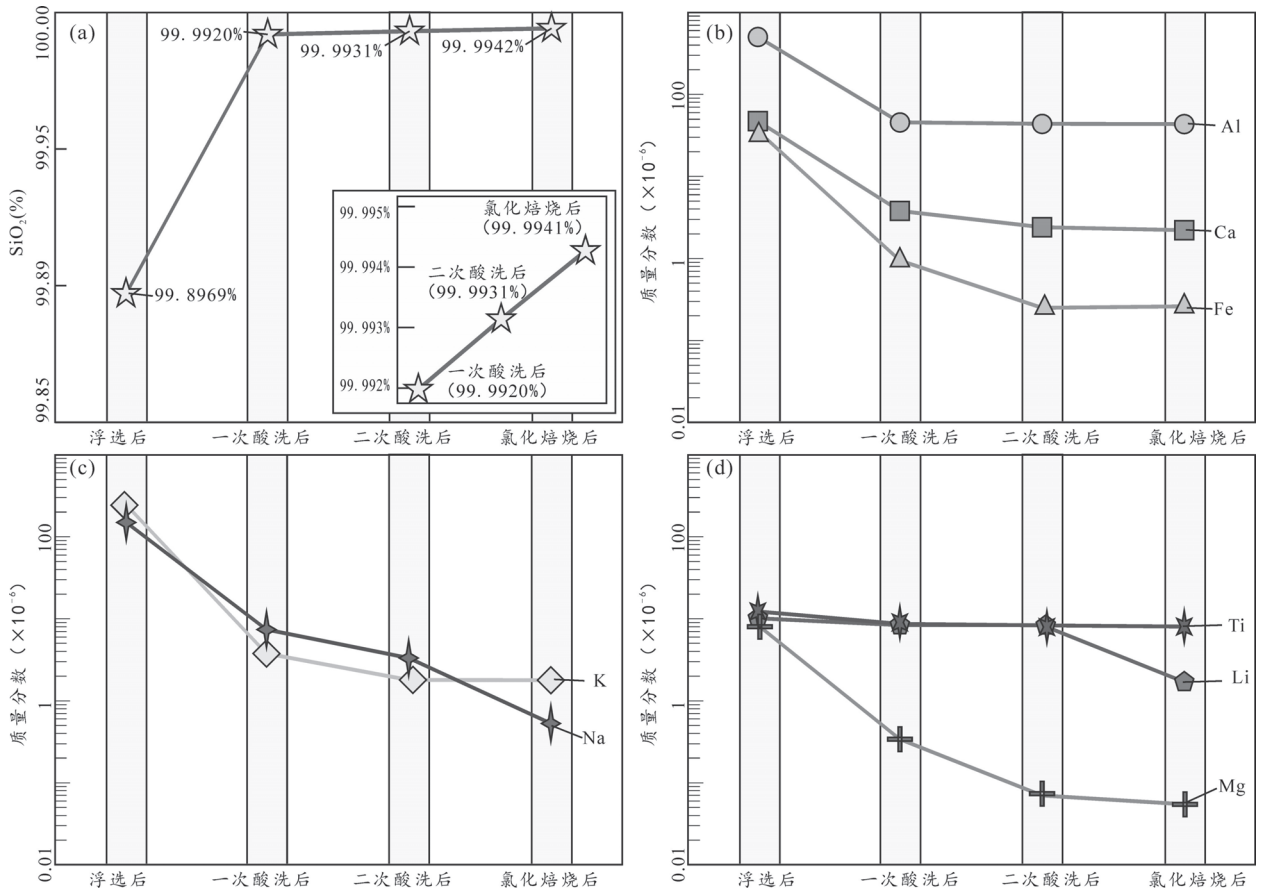 (a)
100.00
99.95
99.89
99.85
SiO₂(%)
99.9920%
99.9931%
99.9942%
99.8969%
99.995%
99.994%
99.993%
99.992%
氯化焙烧后
(99.9941%)
二次酸洗后
(99.9931%)
一次酸洗后
(99.9920%)
浮选后 一次酸洗后 二次酸洗后 氯化焙烧后
(b)
100
1
0.01
质量分数 (×10⁻⁶)
Al
Ca
Fe
浮选后 一次酸洗后 二次酸洗后 氯化焙烧后
(c)
100
1
0.01
质量分数 (×10⁻⁶)
K
Na
浮选后 一次酸洗后 二次酸洗后 氯化焙烧后
(d)
100
1
0.01
质量分数 (×10⁻⁶)
Ti
Li
Mg
浮选后 一次酸洗后 二次酸洗后 氯化焙烧后